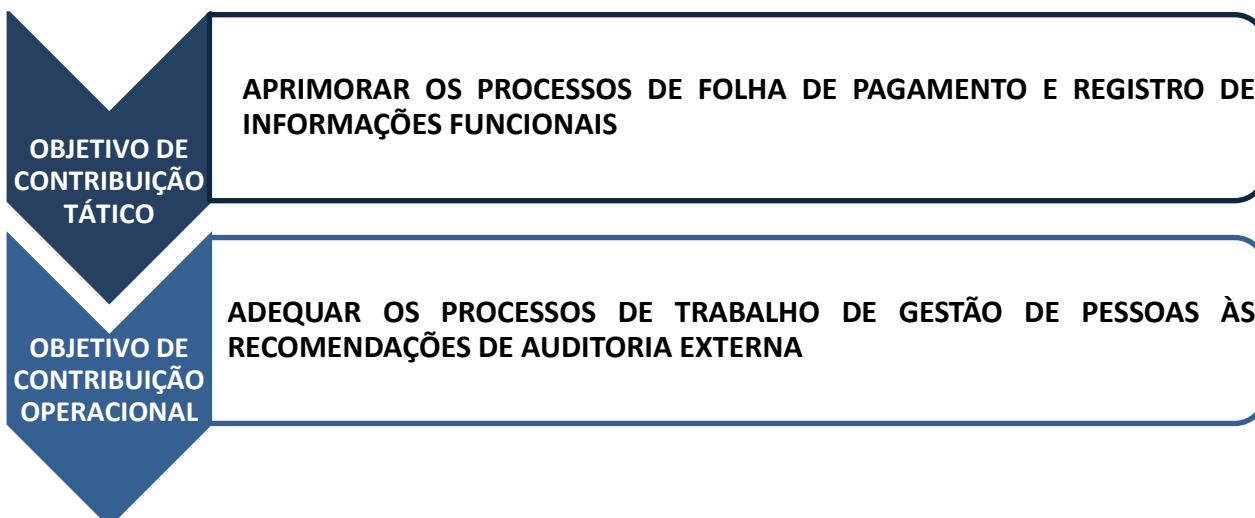 OBJETIVO DE
CONTRIBUIÇÃO
TÁTICO
APRIMORAR OS PROCESSOS DE FOLHA DE PAGAMENTO E REGISTRO DE
INFORMAÇÕES FUNCIONAIS
OBJETIVO DE
CONTRIBUIÇÃO
OPERACIONAL
ADEQUAR OS PROCESSOS DE TRABALHO DE GESTÃO DE PESSOAS ÀS
RECOMENDAÇÕES DE AUDITORIA EXTERNA